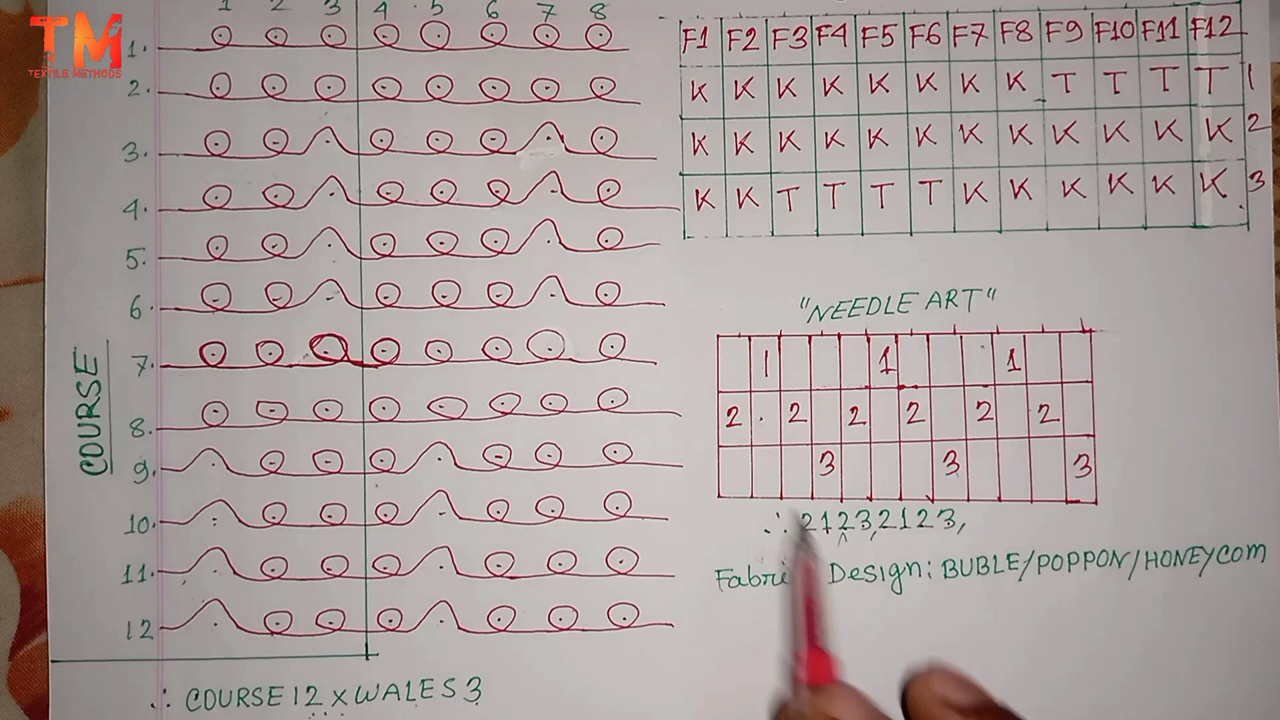 TM
TEXTILE METHODS
1 2 3 4 5 6 7 8
1.
2.
3.
4.
5.
6.
7.
8.
9.
10.
11.
12
COURSE
∴ COURSE 12 x WALES 3
F1 F2 F3 F4 F5 F6 F7 F8 F9 F10 F11 F12
K K K K K K K K T T T T 1
K K K K K K K K K K K K 2
K K T T T T K K K K K K 3
"NEEDLE ART"
1 1 1
2 2 2 2 2 2
3 3 3
∴ 2123,2123,
Design: BUBLE/POPPON/HONEYCOM